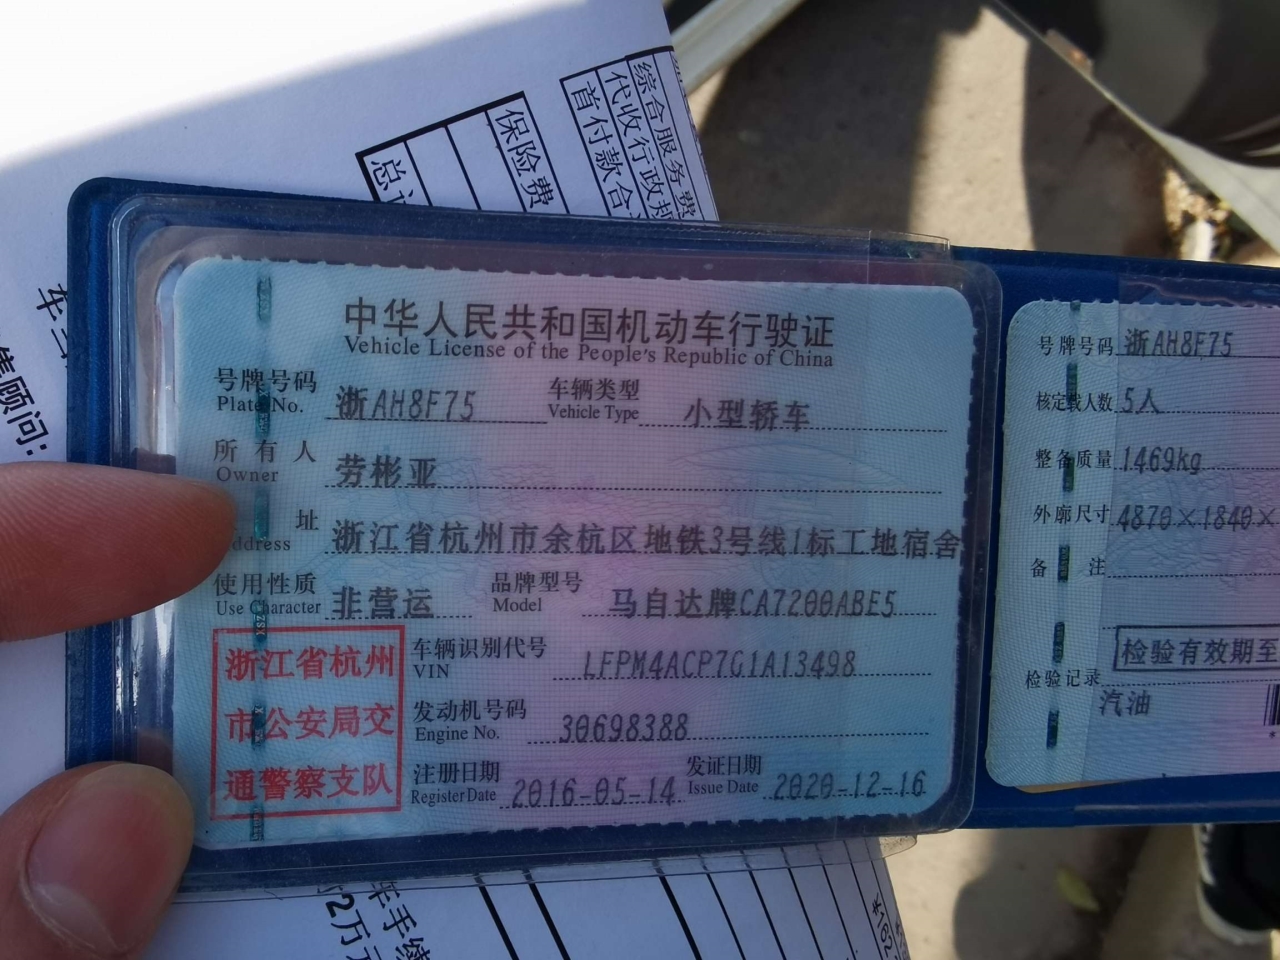 综合服务费
代收行政规
首付款合
保险费
总
顾问:
中华人民共和国机动车行驶证
Vehicle License of the People's Republic of China
号牌号码 浙AH8F75 车辆类型 小型轿车
Plate No. Vehicle Type
所有人 劳彬亚
Owner
址 浙江省杭州市余杭区地铁3号线1标工地宿舍
ddress
使用性质 非营运 品牌型号 马自达牌CA7200ABE5
Use Character Model
浙江省杭州
市公安局交
通警察支队
车辆识别代号 LFPM4ACP7G1A13498
VIN
发动机号码 30698388
Engine No.
注册日期 2016-05-14 发证日期 2020-12-16
Register Date Issue Date
号牌号码 浙AH8F75
核定载人数 5人
整备质量 1469kg
外廓尺寸 4870×1840×
备注
检验有效期至
检验记录
汽油
车手续
2万元